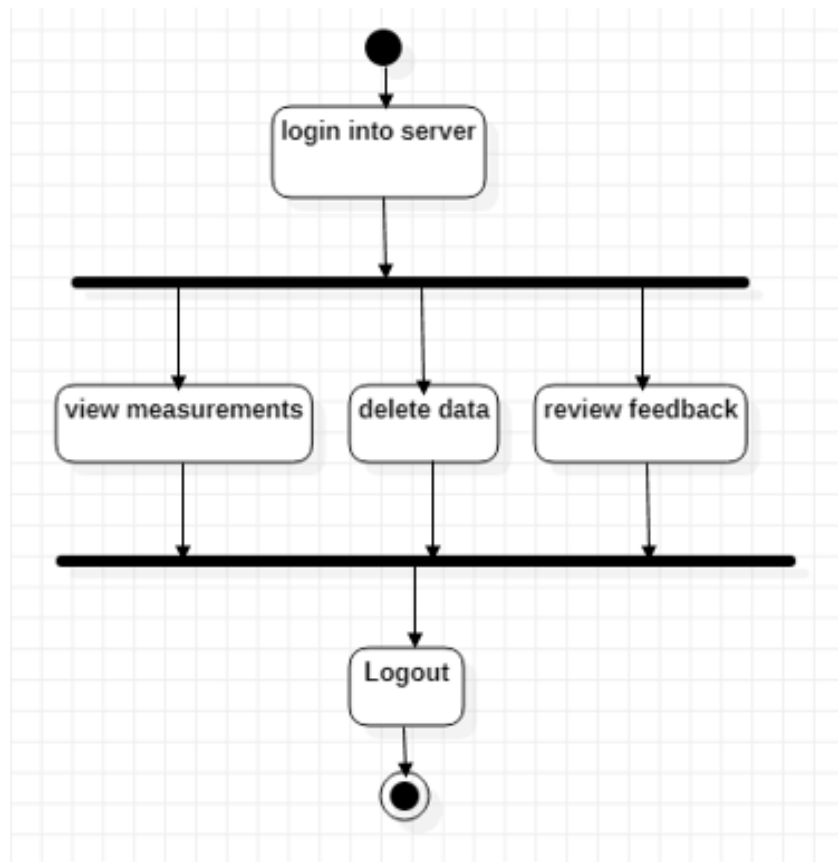 login into server
view measurements
delete data
review feedback
Logout